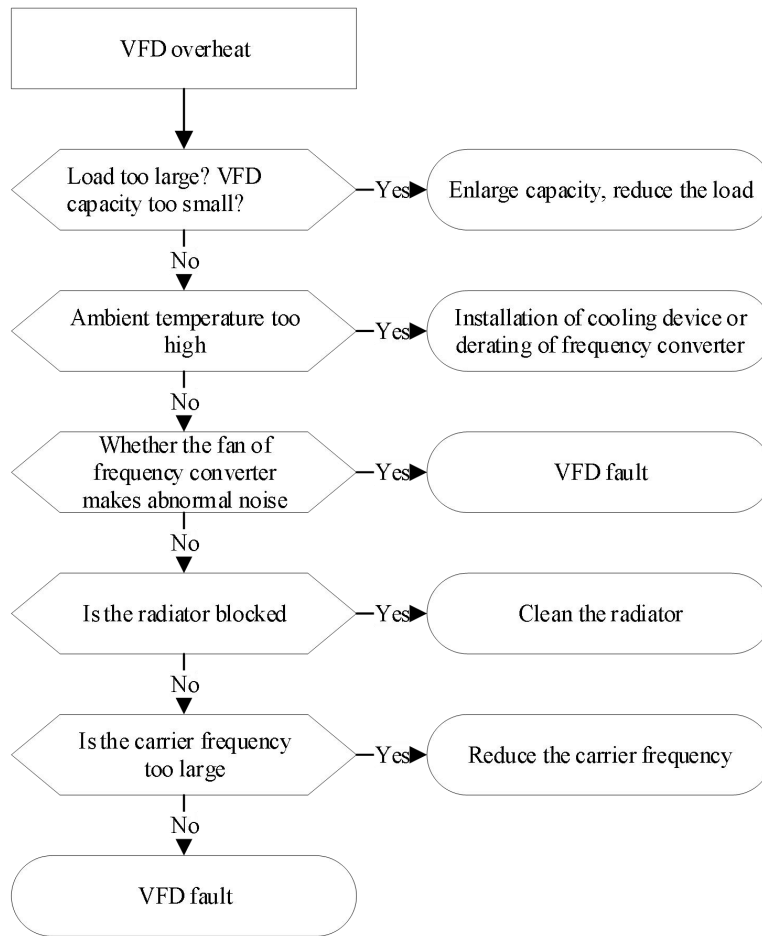 VFD overheat
Load too large? VFD
capacity too small?
Yes
Enlarge capacity, reduce the load
No
Ambient temperature too
high
Yes
Installation of cooling device or
derating of frequency converter
No
Whether the fan of
frequency converter
makes abnormal noise
Yes
VFD fault
No
Is the radiator blocked
Yes
Clean the radiator
No
Is the carrier frequency
too large
Yes
Reduce the carrier frequency
No
VFD fault